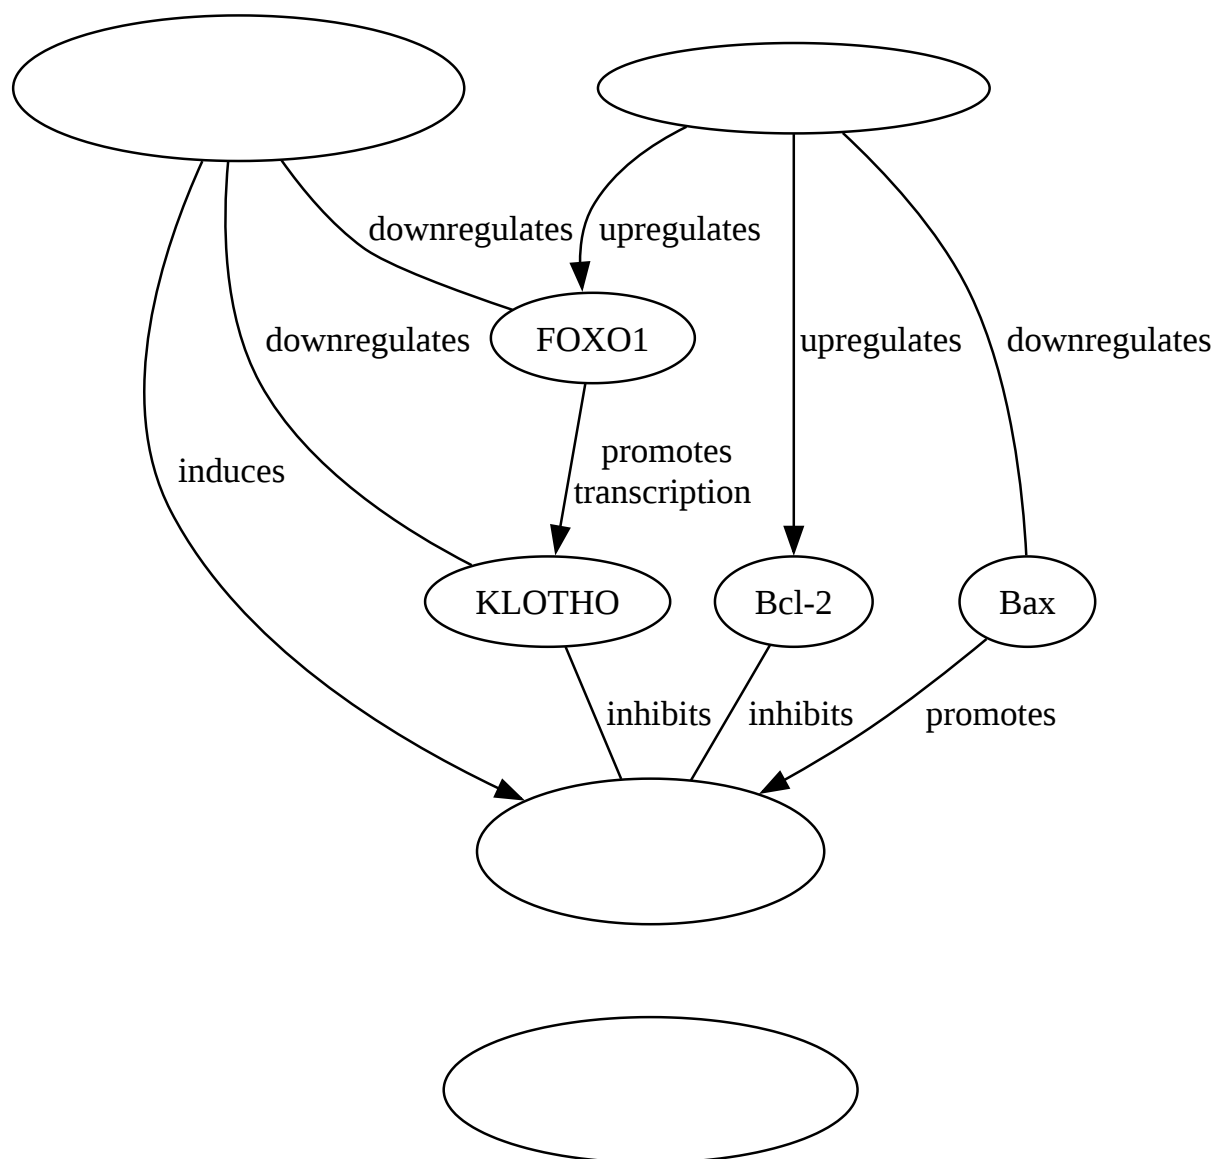 downregulates upregulates
FOXO1
downregulates upregulates downregulates
promotes
transcription
induces
KLOTHO Bcl-2 Bax
inhibits inhibits promotes